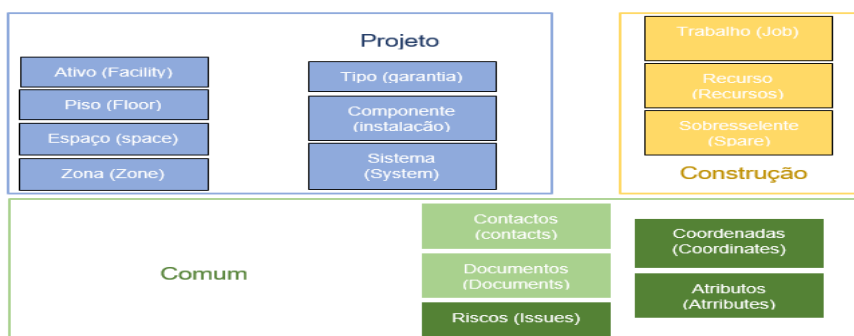 Projeto
Ativo (Facility)
Piso (Floor)
Espaço (space)
Zona (Zone)
Tipo (garantia)
Componente
(instalação)
Sistema
(System)
Trabalho (Job)
Recurso
(Recursos)
Sobresselente
(Spare)
Construção
Comum
Contactos
(contacts)
Documentos
(Documents)
Riscos (Issues)
Coordenadas
(Coordinates)
Atributos
(Atrributes)